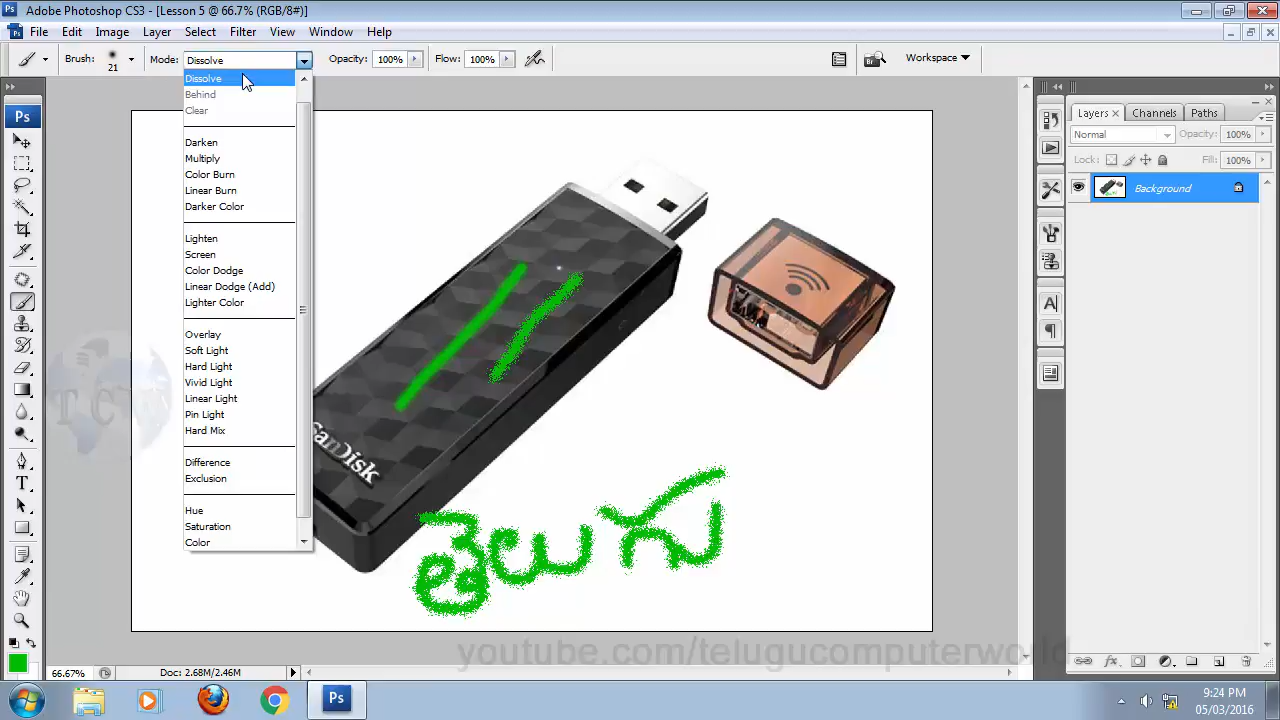 Adobe Photoshop CS3 - [Lesson 5 @ 66.7% (RGB/8#)]
File Edit Image Layer Select Filter View Window Help
Brush: 21 Mode: Dissolve Opacity: 100% Flow: 100% Workspace
Dissolve
Behind
Clear
Darken
Multiply
Color Burn
Linear Burn
Darker Color
Lighten
Screen
Color Dodge
Linear Dodge (Add)
Lighter Color
Overlay
Soft Light
Hard Light
Vivid Light
Linear Light
Pin Light
Hard Mix
Difference
Exclusion
Hue
Saturation
Color
Ps
TCW
SanDisk
తెలుగు
Layers Channels Paths
Normal Opacity: 100%
Lock: Fill: 100%
Background
youtube.com/telugucomputerworld
66.67% Doc: 2.68M/2.46M
Ps
9:24 PM
05/03/2016